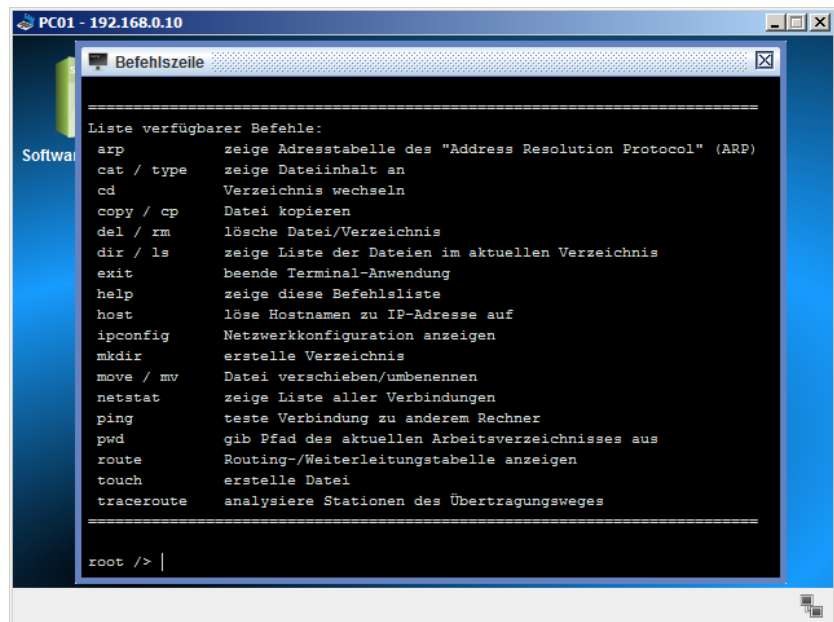 PC01 - 192.168.0.10
Befehlszeile
================================================================
Liste verfügbarer Befehle:
arp zeige Adresstabelle des "Address Resolution Protocol" (ARP)
cat / type zeige Dateiinhalt an
cd Verzeichnis wechseln
copy / cp Datei kopieren
del / rm lösche Datei/Verzeichnis
dir / ls zeige Liste der Dateien im aktuellen Verzeichnis
exit beende Terminal-Anwendung
help zeige diese Befehlsliste
host löse Hostnamen zu IP-Adresse auf
ipconfig Netzwerkkonfiguration anzeigen
mkdir erstelle Verzeichnis
move / mv Datei verschieben/umbenennen
netstat zeige Liste aller Verbindungen
ping teste Verbindung zu anderem Rechner
pwd gib Pfad des aktuellen Arbeitsverzeichnisses aus
route Routing-/Weiterleitungstabelle anzeigen
touch erstelle Datei
traceroute analysiere Stationen des Übertragungsweges
================================================================
root />
Softwa